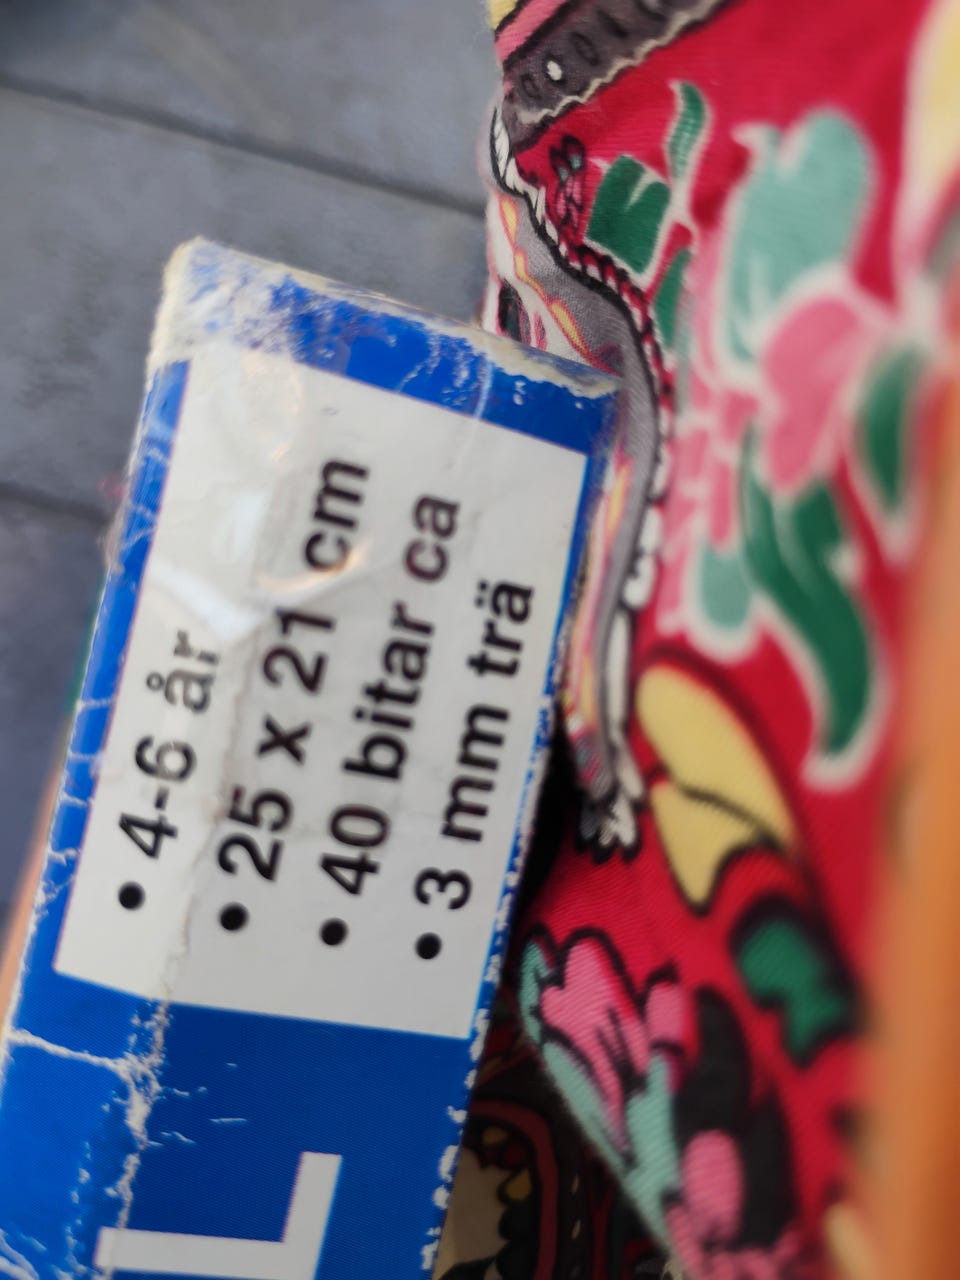 • 4-6 år
• 25 x 21 cm
• 40 bitar ca
• 3 mm trä
L